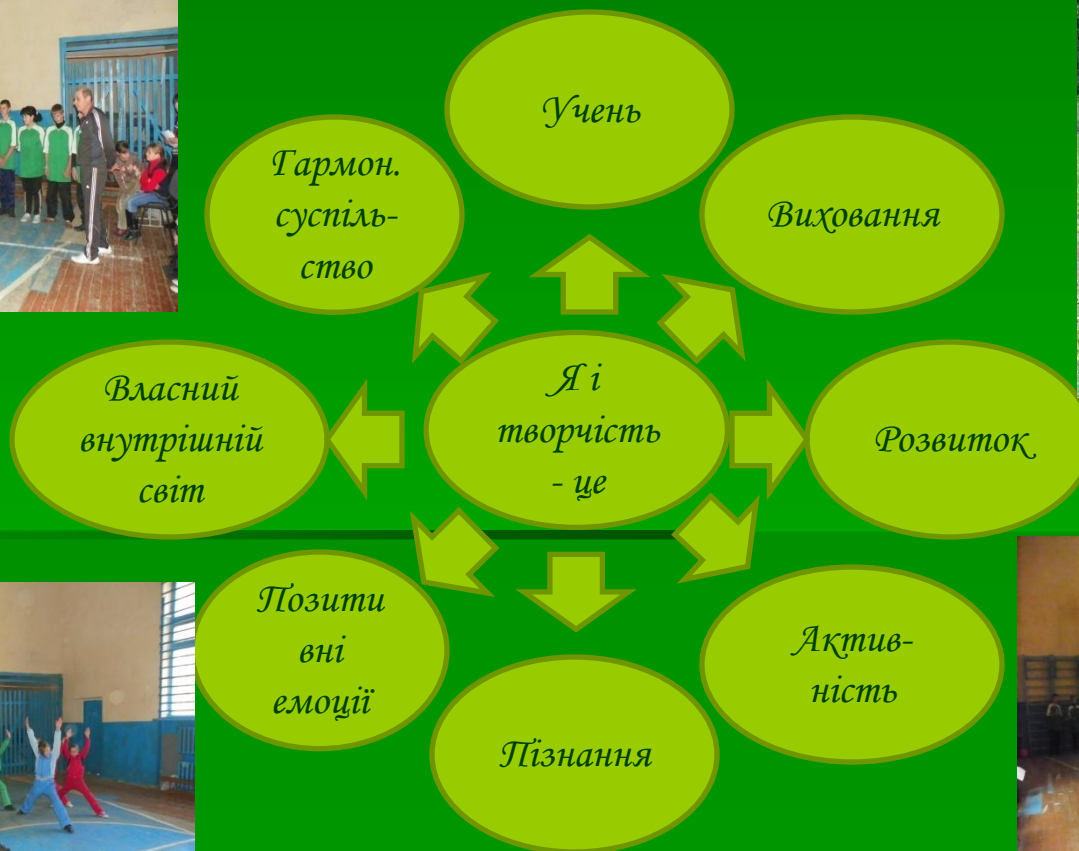 Учень
Гармон.
суспіль-
ство
Виховання
Власний
внутрішній
світ
Я і
творчість
- це
Розвиток
Позити
вні
емоції
Актив-
ність
Пізнання